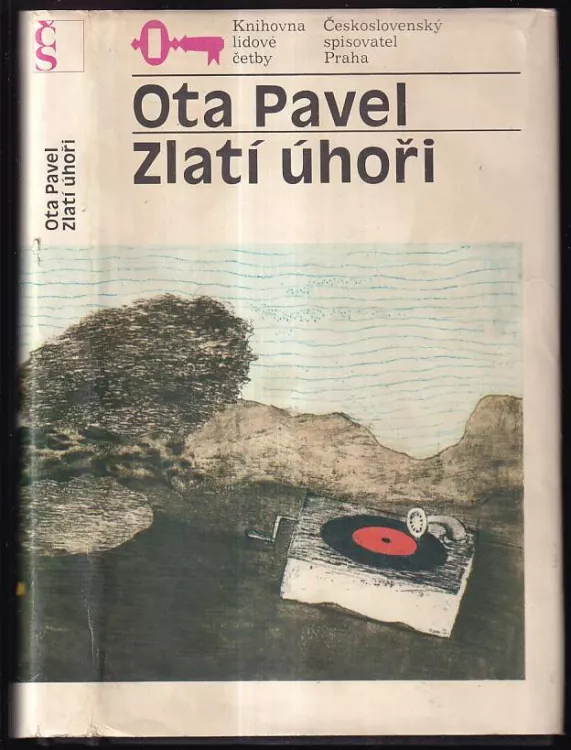 ČS
Knihovna
lidové
četby
Československý
spisovatel
Praha
Ota Pavel
Zlatí úhoři
Ota Pavel
Zlatí úhoři